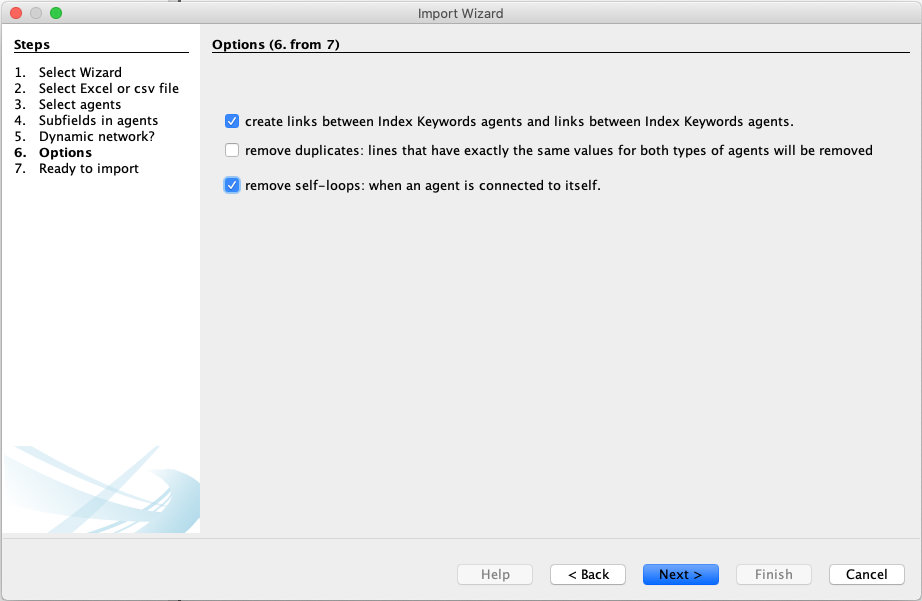 Import Wizard
Steps
1. Select Wizard
2. Select Excel or csv file
3. Select agents
4. Subfields in agents
5. Dynamic network?
6. Options
7. Ready to import
Options (6. from 7)
create links between Index Keywords agents and links between Index Keywords agents.
remove duplicates: lines that have exactly the same values for both types of agents will be removed
remove self-loops: when an agent is connected to itself.
Help
< Back
Next >
Finish
Cancel